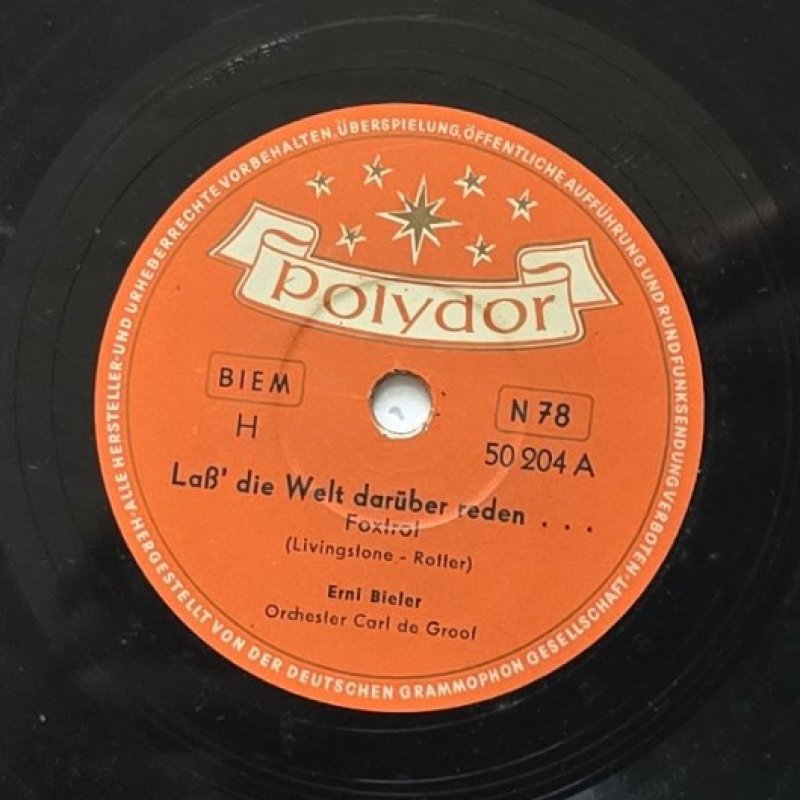 ALLE HERSTELLER- UND URHEBERRECHTE VORBEHALTEN, ÜBERSPIELUNG, ÖFFENTLICHE AUFFÜHRUNG UND RUNDFUNKSENDUNG VERBOTEN ·
polydor
BIEM
N 78
H
50 204 A
Laß' die Welt darüber reden . . .
Foxtrot
(Livingstone - Rotter)
Erni Bieler
Orchester Carl de Groof
HERGESTELLT VON DER DEUTSCHEN GRAMMOPHON GESELLSCHAFT ·